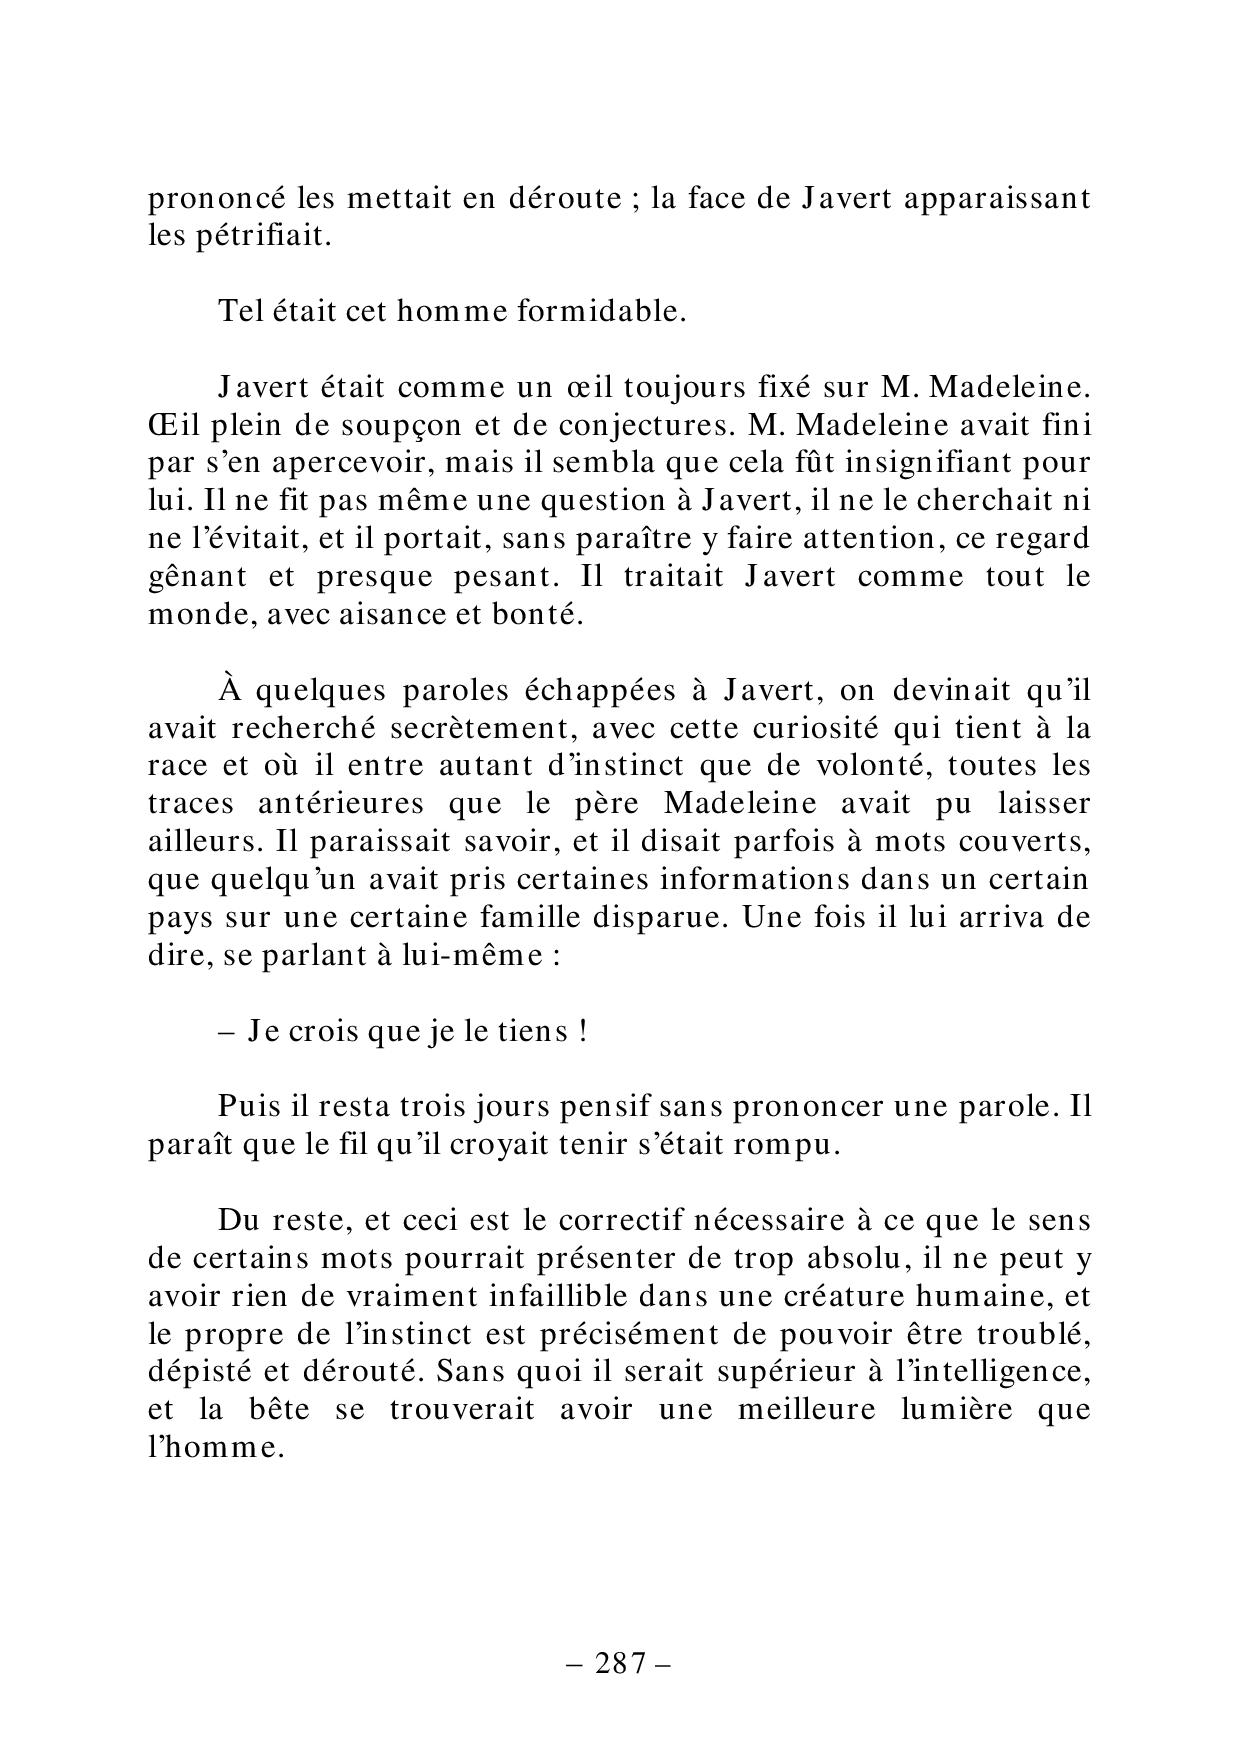 prononcé les mettait en déroute ; la face de Javert apparaissant
les pétrifiait.
Tel était cet homme formidable.
Javert était comme un œil toujours fixé sur M. Madeleine.
Œil plein de soupçon et de conjectures. M. Madeleine avait fini
par s’en apercevoir, mais il sembla que cela fût insignifiant pour
lui. Il ne fit pas même une question à Javert, il ne le cherchait ni
ne l’évitait, et il portait, sans paraître y faire attention, ce regard
gênant et presque pesant. Il traitait Javert comme tout le
monde, avec aisance et bonté.
À quelques paroles échappées à Javert, on devinait qu’il
avait recherché secrètement, avec cette curiosité qui tient à la
race et où il entre autant d’instinct que de volonté, toutes les
traces antérieures que le père Madeleine avait pu laisser
ailleurs. Il paraissait savoir, et il disait parfois à mots couverts,
que quelqu’un avait pris certaines informations dans un certain
pays sur une certaine famille disparue. Une fois il lui arriva de
dire, se parlant à lui-même :
– Je crois que je le tiens !
Puis il resta trois jours pensif sans prononcer une parole. Il
paraît que le fil qu’il croyait tenir s’était rompu.
Du reste, et ceci est le correctif nécessaire à ce que le sens
de certains mots pourrait présenter de trop absolu, il ne peut y
avoir rien de vraiment infaillible dans une créature humaine, et
le propre de l’instinct est précisément de pouvoir être troublé,
dépisté et dérouté. Sans quoi il serait supérieur à l’intelligence,
et la bête se trouverait avoir une meilleure lumière que
l’homme.
– 287 –